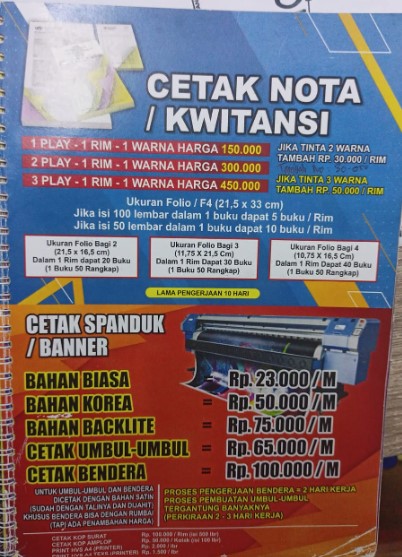 CETAK NOTA
/ KWITANSI
1 PLAY - 1 RIM - 1 WARNA HARGA 150.000
2 PLAY - 1 RIM - 1 WARNA HARGA 300.000
3 PLAY - 1 RIM - 1 WARNA HARGA 450.000
JIKA TINTA 2 WARNA
TAMBAH RP. 30.000 / RIM
JIKA TINTA 3 WARNA
TAMBAH RP. 50.000 / RIM
Ukuran Folio / F4 (21,5 x 33 cm)
Jika isi 100 lembar dalam 1 buku dapat 5 buku / Rim
Jika isi 50 lembar dalam 1 buku dapat 10 buku / Rim
Ukuran Folio Bagi 2
(21,5 x 16,5 cm)
Dalam 1 Rim dapat 20 Buku
(1 Buku 50 Rangkap)
Ukuran Folio Bagi 3
(11,75 X 21,5 Cm)
Dalam 1 Rim Dapat 30 Buku
(1 Buku 50 Rangkap)
Ukuran Folio Bagi 4
(10,75 X 16,5 Cm)
Dalam 1 Rim Dapat 40 Buku
(1 Buku 50 Rangkap)
LAMA PENGERJAAN 10 HARI
CETAK SPANDUK
/ BANNER
BAHAN BIASA = Rp. 23.000 / M
BAHAN KOREA = Rp. 50.000 / M
BAHAN BACKLITE = Rp. 75.000 / M
CETAK UMBUL-UMBUL = Rp. 65.000 / M
CETAK BENDERA = Rp. 100.000 / M
UNTUK UMBUL-UMBUL DAN BENDERA
DICETAK DENGAN BAHAN SATIN
(SUDAH DENGAN TALINYA DAN DIJAHIT)
KHUSUS BENDERA BISA DENGAN RUMBAI
(TAPI ADA PENAMBAHAN HARGA)
PROSES PENGERJAAN BENDERA = 2 HARI KERJA
PROSES PEMBUATAN UMBUL-UMBUL
TERGANTUNG BANYAKNYA
(PERKIRAAN 2 - 3 HARI KERJA)
CETAK KOP SURAT
CETAK KOP AMPLOP
PRINT HVS A4 (PRINTER)